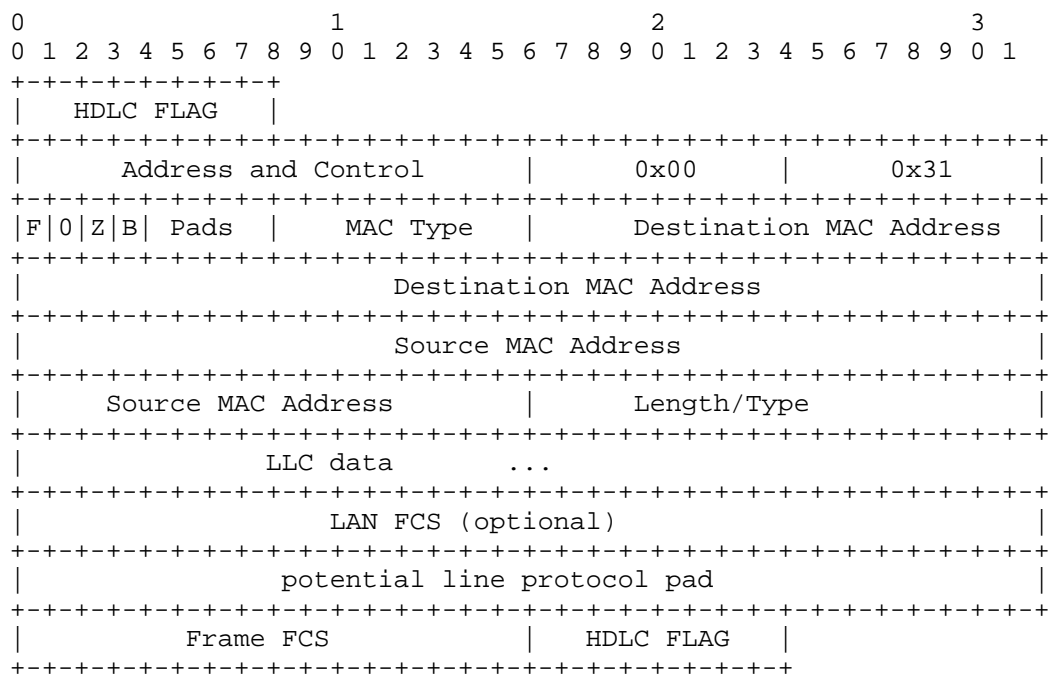 0                   1                   2                   3
0 1 2 3 4 5 6 7 8 9 0 1 2 3 4 5 6 7 8 9 0 1 2 3 4 5 6 7 8 9 0 1
+-+-+-+-+-+-+-+-+
|   HDLC FLAG   |
+-+-+-+-+-+-+-+-+-+-+-+-+-+-+-+-+-+-+-+-+-+-+-+-+-+-+-+-+-+-+-+-+
|      Address and Control      |      0x00     |      0x31     |
+-+-+-+-+-+-+-+-+-+-+-+-+-+-+-+-+-+-+-+-+-+-+-+-+-+-+-+-+-+-+-+-+
|F|0|Z|B| Pads  |    MAC Type   |      Destination MAC Address  |
+-+-+-+-+-+-+-+-+-+-+-+-+-+-+-+-+-+-+-+-+-+-+-+-+-+-+-+-+-+-+-+-+
|                       Destination MAC Address                 |
+-+-+-+-+-+-+-+-+-+-+-+-+-+-+-+-+-+-+-+-+-+-+-+-+-+-+-+-+-+-+-+-+
|                       Source MAC Address                      |
+-+-+-+-+-+-+-+-+-+-+-+-+-+-+-+-+-+-+-+-+-+-+-+-+-+-+-+-+-+-+-+-+
|     Source MAC Address        |      Length/Type              |
+-+-+-+-+-+-+-+-+-+-+-+-+-+-+-+-+-+-+-+-+-+-+-+-+-+-+-+-+-+-+-+-+
|               LLC data       ...
+-+-+-+-+-+-+-+-+-+-+-+-+-+-+-+-+-+-+-+-+-+-+-+-+-+-+-+-+-+-+-+-+
|                   LAN FCS (optional)                          |
+-+-+-+-+-+-+-+-+-+-+-+-+-+-+-+-+-+-+-+-+-+-+-+-+-+-+-+-+-+-+-+-+
|                potential line protocol pad                    |
+-+-+-+-+-+-+-+-+-+-+-+-+-+-+-+-+-+-+-+-+-+-+-+-+-+-+-+-+-+-+-+-+
|          Frame FCS            |   HDLC FLAG   |
+-+-+-+-+-+-+-+-+-+-+-+-+-+-+-+-+-+-+-+-+-+-+-+-+